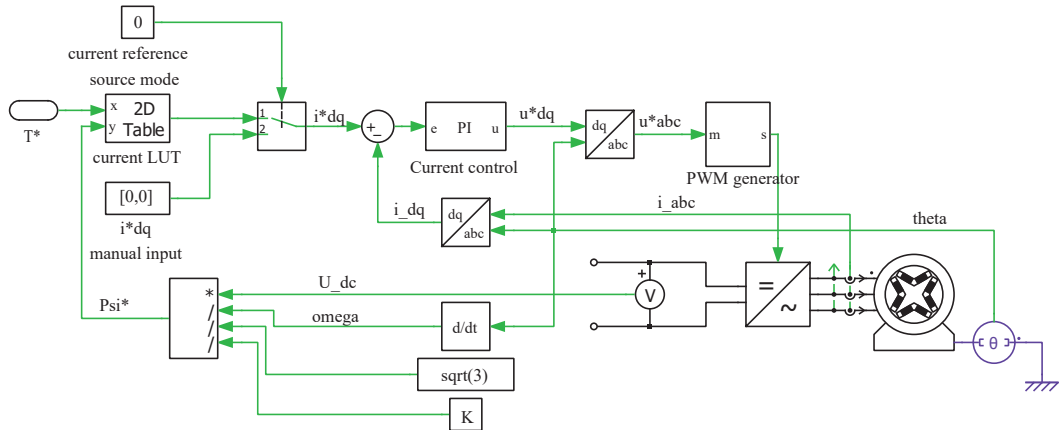 0
current reference
source mode
T*
x
y
2D
Table
current LUT
1
2
i*dq
[0,0]
i*dq
manual input
+
−
e
PI
u
Current control
u*dq
dq
abc
u*abc
m
s
PWM generator
i_dq
dq
abc
i_abc
theta
Psi*
*
/
/
/
U_dc
omega
d/dt
sqrt(3)
K
+
V
=
~
θ